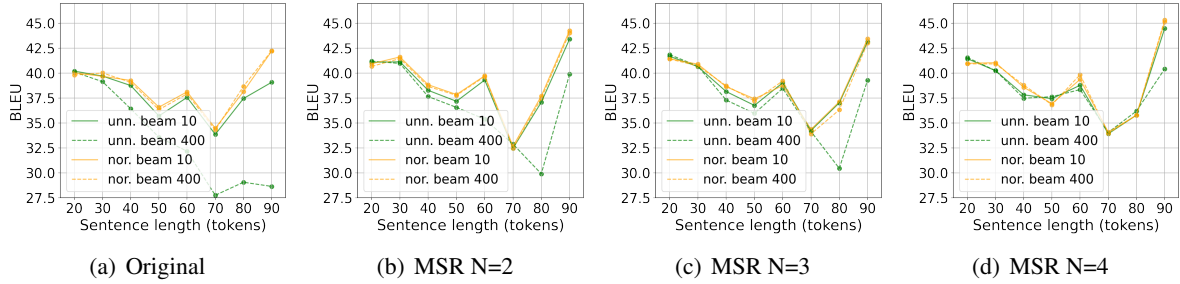 45.0
42.5
40.0
37.5
35.0
32.5
30.0
27.5
BLEU
unn. beam 10
unn. beam 400
nor. beam 10
nor. beam 400
20 30 40 50 60 70 80 90
Sentence length (tokens)
(a) Original
45.0
42.5
40.0
37.5
35.0
32.5
30.0
27.5
BLEU
unn. beam 10
unn. beam 400
nor. beam 10
nor. beam 400
20 30 40 50 60 70 80 90
Sentence length (tokens)
(b) MSR N=2
45.0
42.5
40.0
37.5
35.0
32.5
30.0
27.5
BLEU
unn. beam 10
unn. beam 400
nor. beam 10
nor. beam 400
20 30 40 50 60 70 80 90
Sentence length (tokens)
(c) MSR N=3
45.0
42.5
40.0
37.5
35.0
32.5
30.0
27.5
BLEU
unn. beam 10
unn. beam 400
nor. beam 10
nor. beam 400
20 30 40 50 60 70 80 90
Sentence length (tokens)
(d) MSR N=4